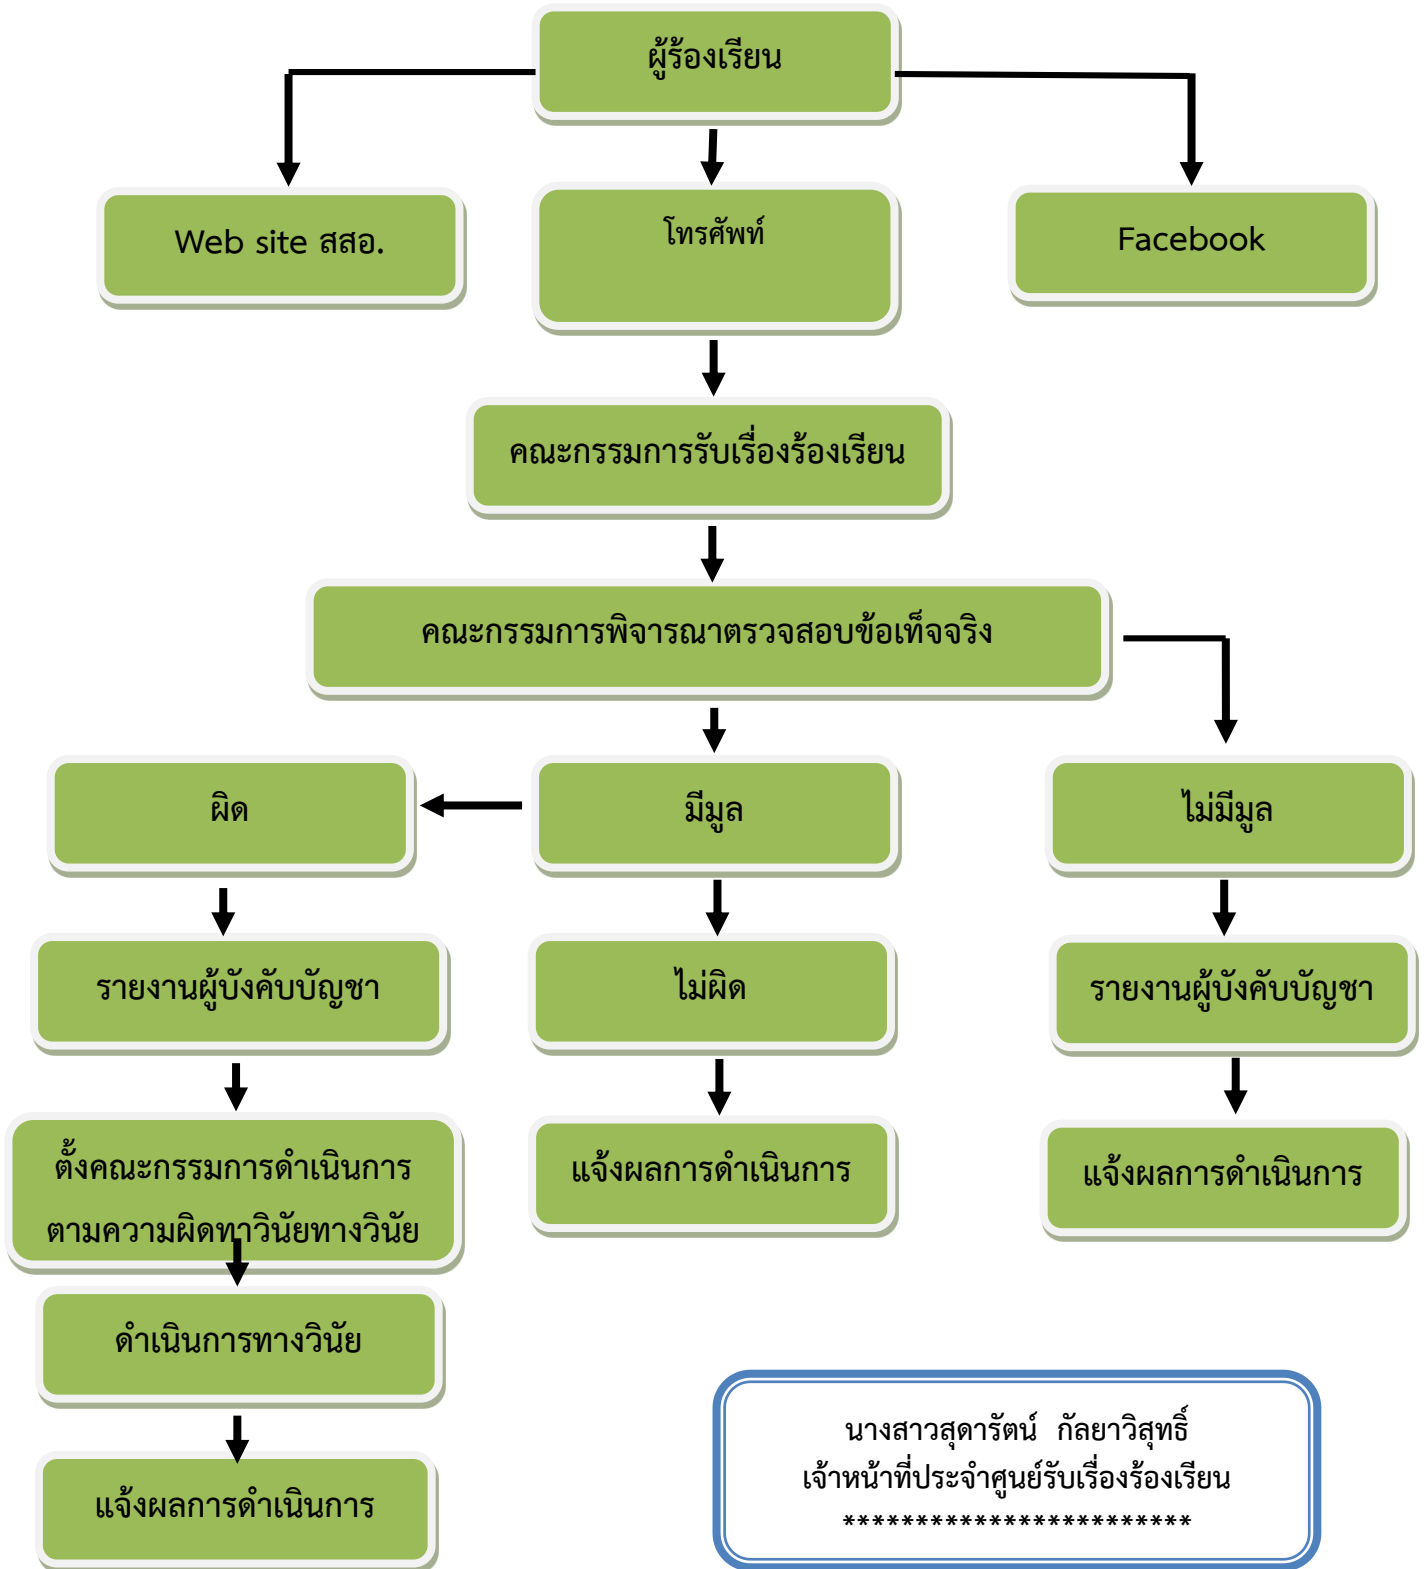 ผู้ร้องเรียน
Web site สสอ.
โทรศัพท์
Facebook
คณะกรรมการรับเรื่องร้องเรียน
คณะกรรมการพิจารณาตรวจสอบข้อเท็จจริง
ผิด
มีมูล
ไม่มีมูล
รายงานผู้บังคับบัญชา
ไม่ผิด
รายงานผู้บังคับบัญชา
ตั้งคณะกรรมการดำเนินการ
ตามความผิดทาวินัยทางวินัย
แจ้งผลการดำเนินการ
แจ้งผลการดำเนินการ
ดำเนินการทางวินัย
แจ้งผลการดำเนินการ
นางสาวสุดารัตน์ กัลยาวิสุทธิ์
เจ้าหน้าที่ประจำศูนย์รับเรื่องร้องเรียน
************************